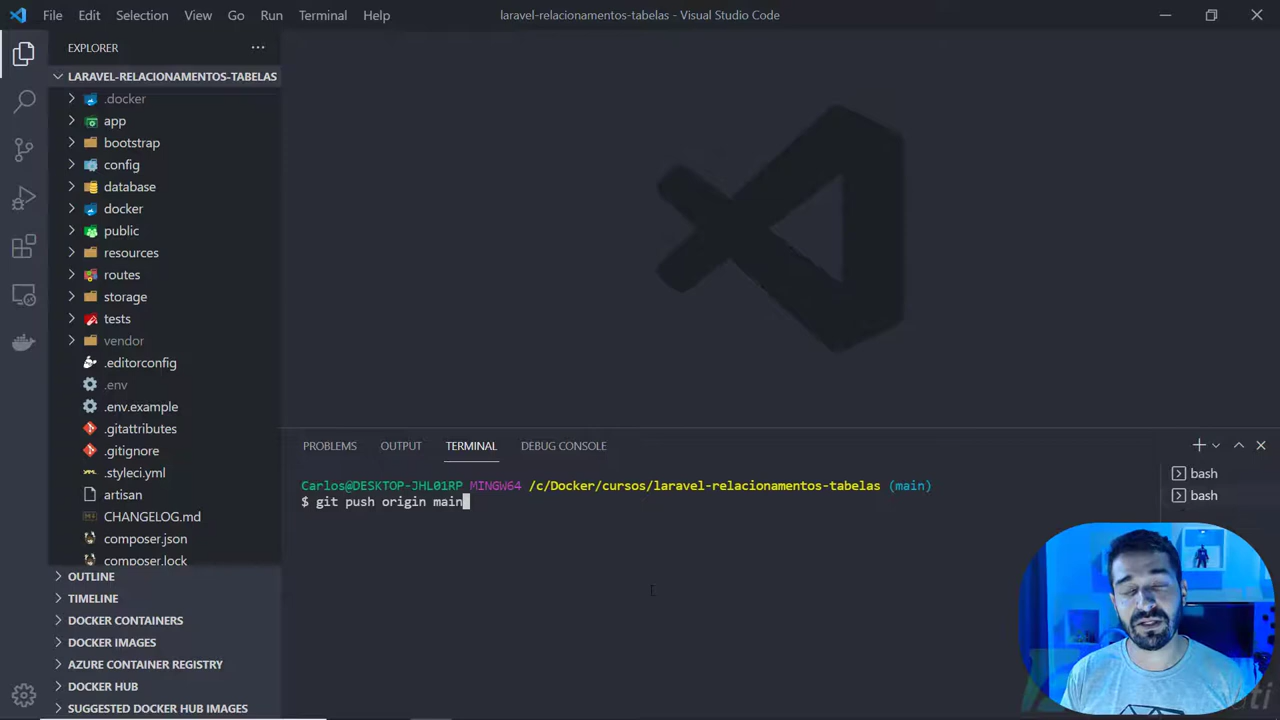 File Edit Selection View Go Run Terminal Help
laravel-relacionamentos-tabelas - Visual Studio Code
EXPLORER
LARAVEL-RELACIONAMENTOS-TABELAS
.docker
app
bootstrap
config
database
docker
public
resources
routes
storage
tests
vendor
.editorconfig
.env
.env.example
.gitattributes
.gitignore
.styleci.yml
artisan
CHANGELOG.md
composer.json
composer.lock
OUTLINE
TIMELINE
DOCKER CONTAINERS
DOCKER IMAGES
AZURE CONTAINER REGISTRY
DOCKER HUB
SUGGESTED DOCKER HUB IMAGES
PROBLEMS OUTPUT TERMINAL DEBUG CONSOLE
Carlos@DESKTOP-JHL01RP MINGW64 /c/Docker/cursos/laravel-relacionamentos-tabelas (main)
$ git push origin main
bash
bash